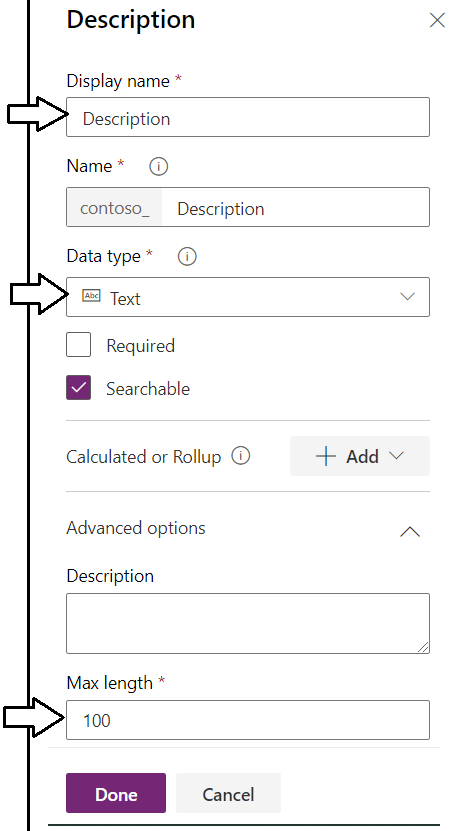 Description
Display name *
Description
Name *
contoso_ Description
Data type *
Abc Text
Required
Searchable
Calculated or Rollup + Add
Advanced options
Description
Max length *
100
Done Cancel